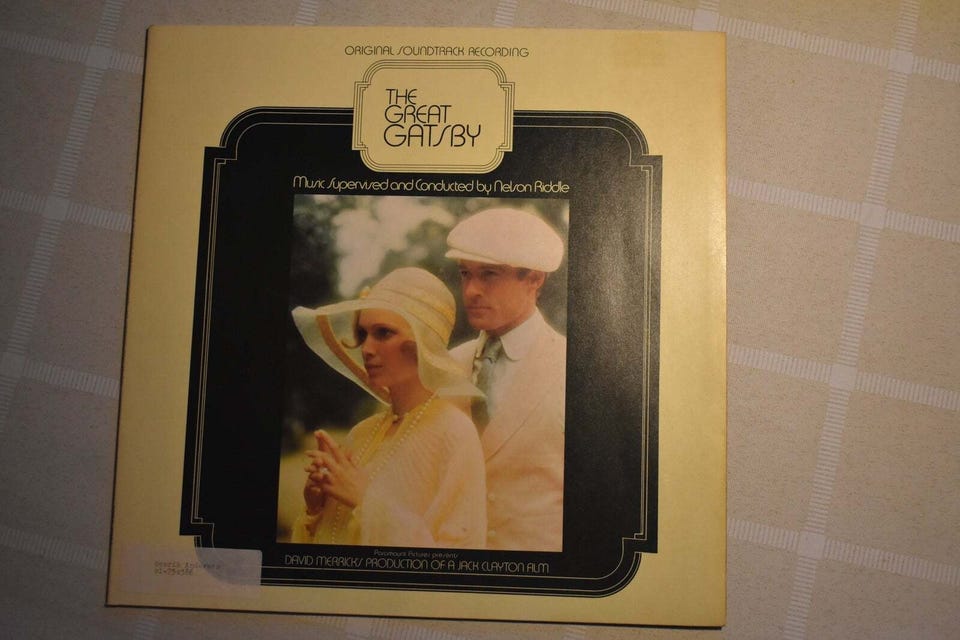 ORIGINAL SOUNDTRACK RECORDING
THE
GREAT
GATSBY
Music Supervised and Conducted by Nelson Riddle
Paramount Pictures presents
DAVID MERRICK'S PRODUCTION OF A JACK CLAYTON FILM